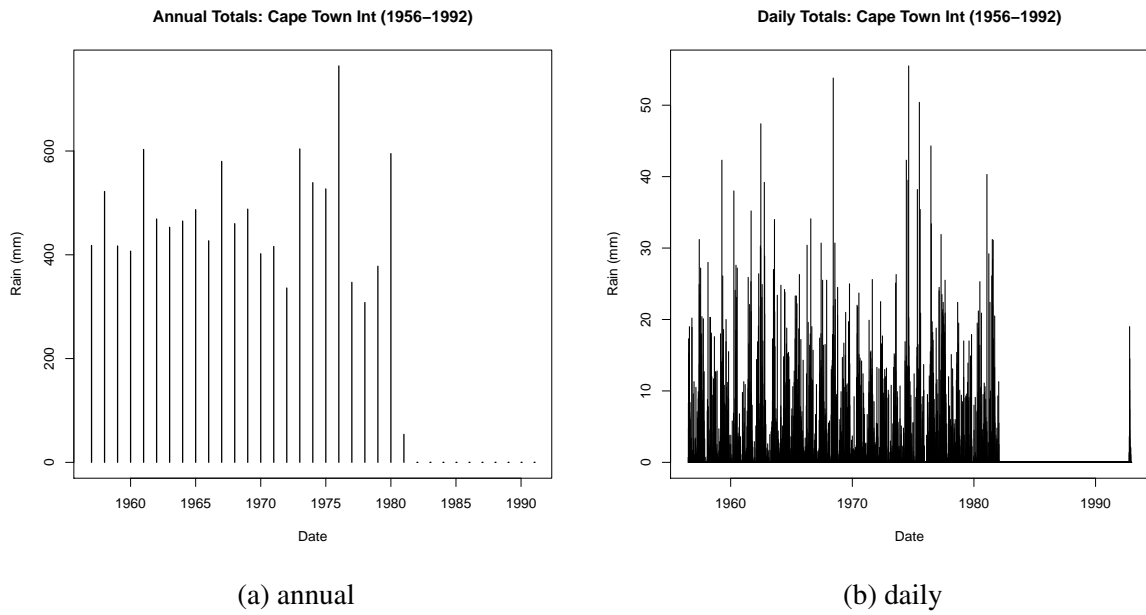 Annual Totals: Cape Town Int (1956−1992)
Rain (mm)
600
400
200
0
1960 1965 1970 1975 1980 1985 1990
Date
(a) annual
Daily Totals: Cape Town Int (1956−1992)
Rain (mm)
50
40
30
20
10
0
1960 1970 1980 1990
Date
(b) daily